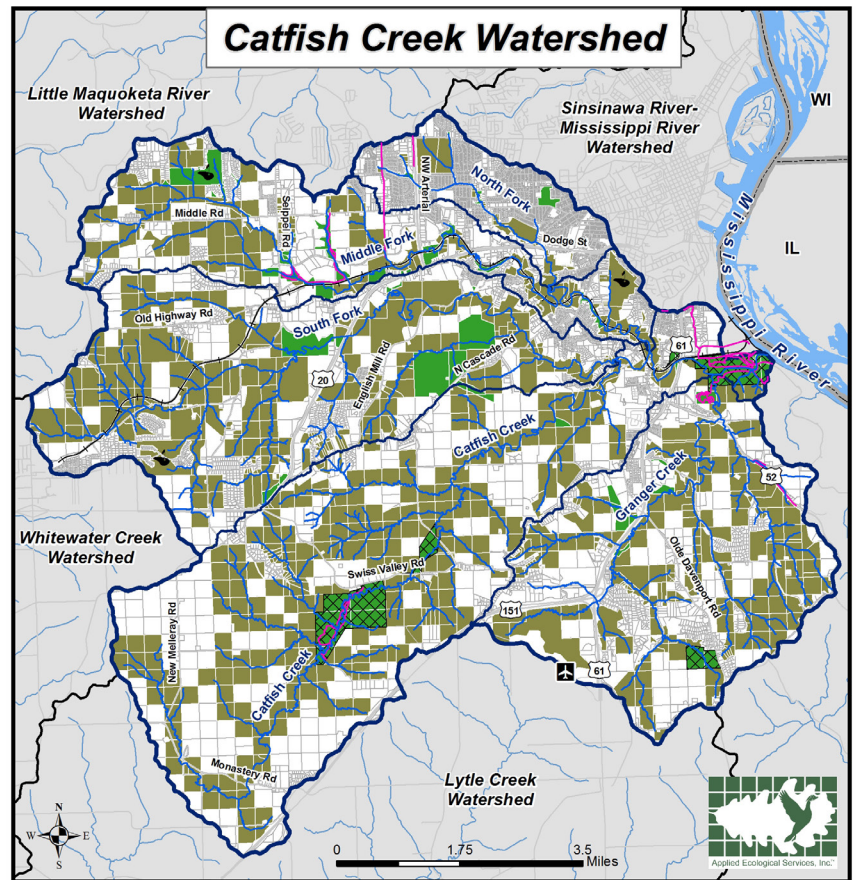 Catfish Creek Watershed
Little Maquoketa River
Watershed
Sinsinawa River-
Mississippi River
Watershed
WI
IL
Mississippi River
North Fork
NW Arterial
Seippel Rd
Middle Rd
Dodge St
Middle Fork
Old Highway Rd
South Fork
61
20
English Mill Rd
N Cascade Rd
Catfish Creek
Granger Creek
52
Whitewater Creek
Watershed
Swiss Valley Rd
Olde Davenport Rd
New Melleray Rd
151
61
Catfish Creek
Monastery Rd
Lytle Creek
Watershed
N
W
E
S
0
1.75
3.5
Miles
Applied Ecological Services, Inc.™